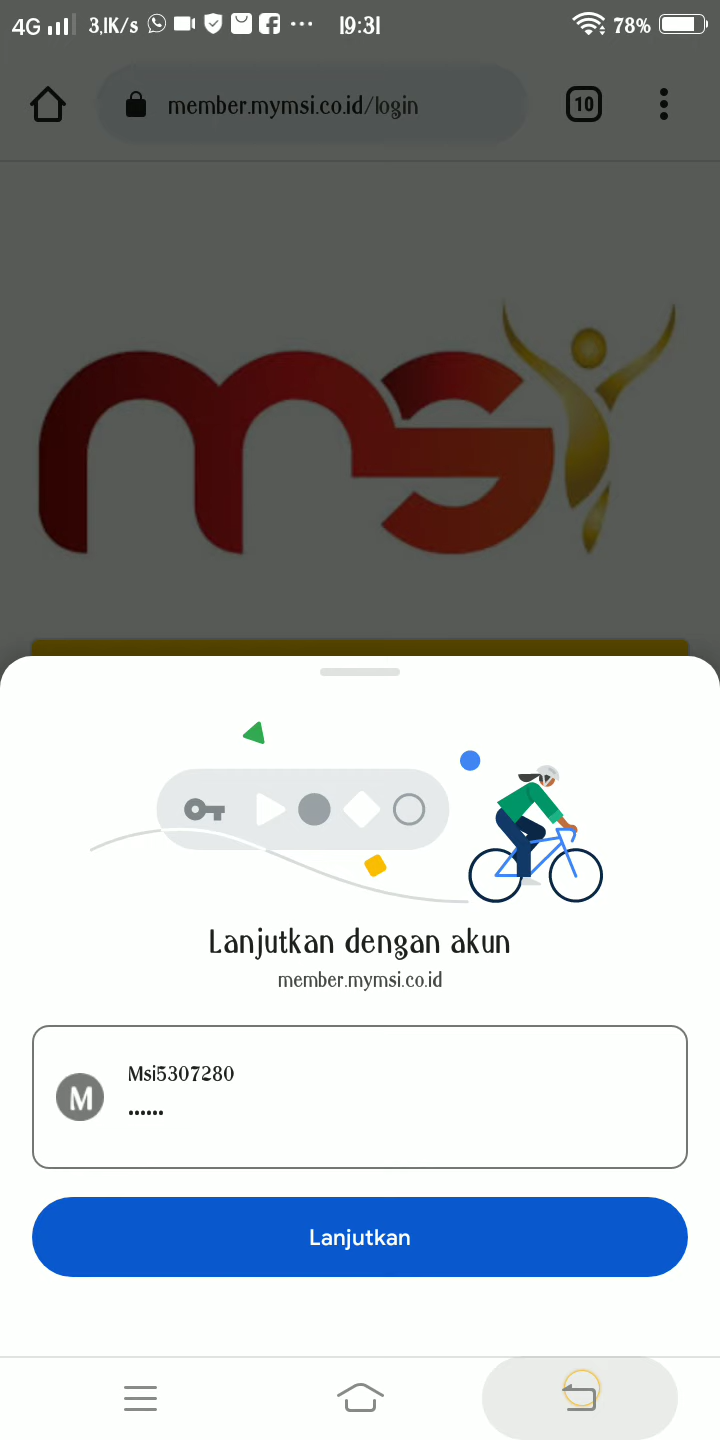 4G 3,1K/s ... 19:31 78%
member.mymsi.co.id/login 10
msi
Lanjutkan dengan akun
member.mymsi.co.id
M Msi5307280
••••••
Lanjutkan